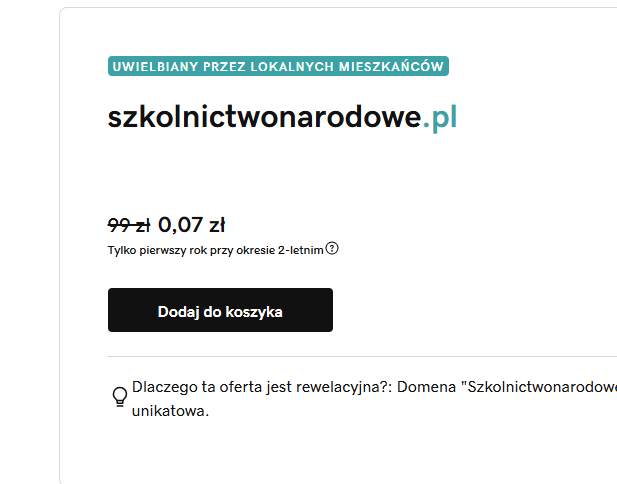 UWIELBIANY PRZEZ LOKALNYCH MIESZKAŃCÓW
szkolnictwonarodowe.pl
99 zł 0,07 zł
Tylko pierwszy rok przy okresie 2-letnim
Dodaj do koszyka
Dlaczego ta oferta jest rewelacyjna?: Domena "Szkolnictwonarodowe
unikatowa.